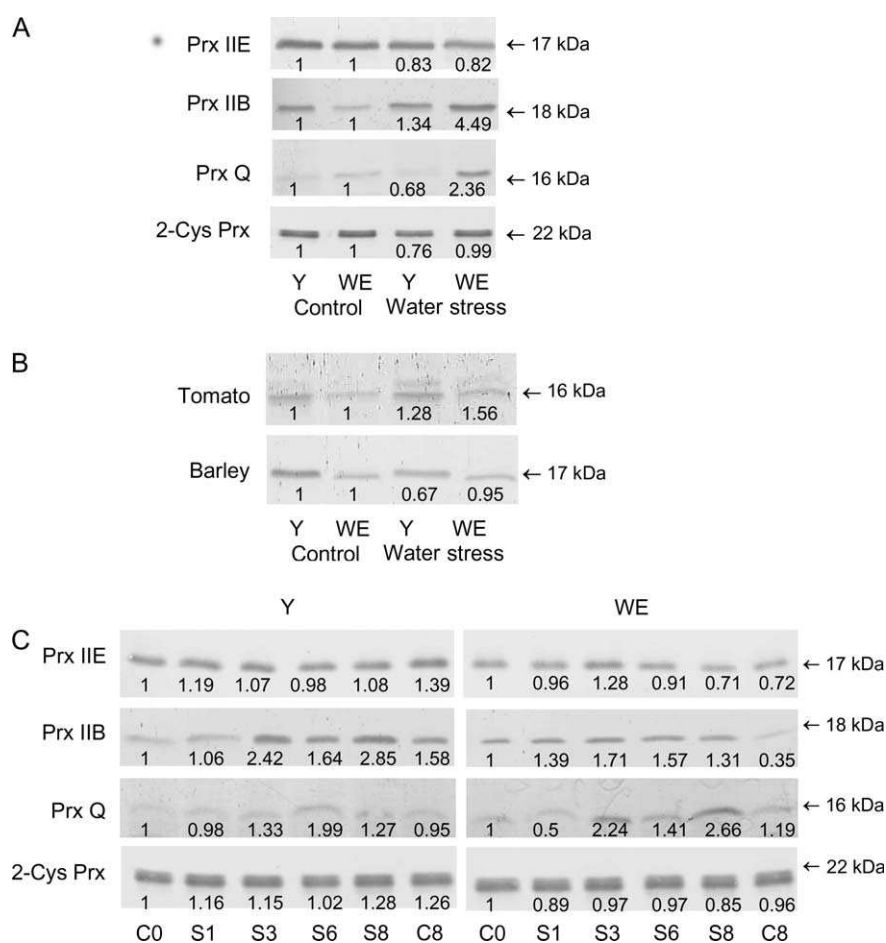 A
Prx IIE
← 17 kDa
1 1 0.83 0.82
Prx IIB
← 18 kDa
1 1 1.34 4.49
Prx Q
← 16 kDa
1 1 0.68 2.36
2-Cys Prx
← 22 kDa
1 1 0.76 0.99
Y WE Y WE
Control Water stress
B
Tomato
← 16 kDa
1 1 1.28 1.56
Barley
← 17 kDa
1 1 0.67 0.95
Y WE Y WE
Control Water stress
Y WE
C
Prx IIE
← 17 kDa
1 1.19 1.07 0.98 1.08 1.39 1 0.96 1.28 0.91 0.71 0.72
Prx IIB
← 18 kDa
1 1.06 2.42 1.64 2.85 1.58 1 1.39 1.71 1.57 1.31 0.35
Prx Q
← 16 kDa
1 0.98 1.33 1.99 1.27 0.95 1 0.5 2.24 1.41 2.66 1.19
2-Cys Prx
← 22 kDa
1 1.16 1.15 1.02 1.28 1.26 1 0.89 0.97 0.97 0.85 0.96
C0 S1 S3 S6 S8 C8 C0 S1 S3 S6 S8 C8